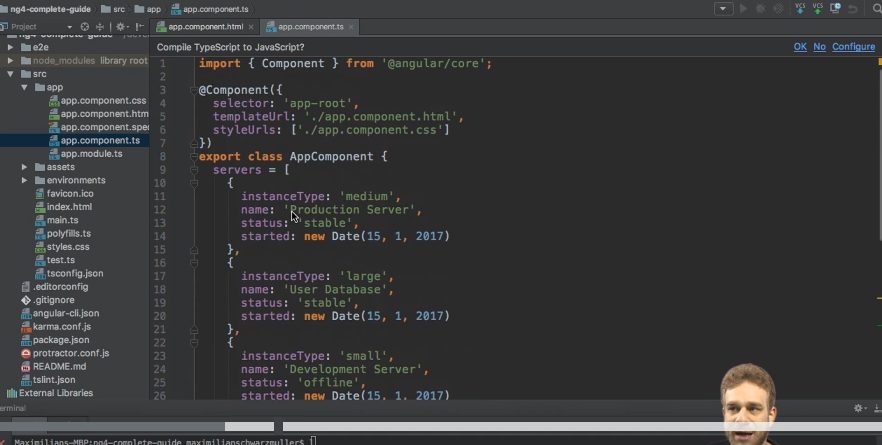 ng4-complete-guide src app app.component.ts
Project app.component.html app.component.ts
Compile TypeScript to JavaScript? OK No Configure
e2e
node_modules library root
src
app
app.component.css
app.component.htm
app.component.spe
app.component.ts
app.module.ts
assets
environments
favicon.ico
index.html
main.ts
polyfills.ts
styles.css
test.ts
tsconfig.json
.editorconfig
.gitignore
angular-cli.json
karma.conf.js
package.json
protractor.conf.js
README.md
tslint.json
External Libraries
1 import { Component } from '@angular/core';
2
3 @Component({
4 selector: 'app-root',
5 templateUrl: './app.component.html',
6 styleUrls: ['./app.component.css']
7 })
8 export class AppComponent {
9 servers = [
10 {
11 instanceType: 'medium',
12 name: 'Production Server',
13 status: 'stable',
14 started: new Date(15, 1, 2017)
15 },
16 {
17 instanceType: 'large',
18 name: 'User Database',
19 status: 'stable',
20 started: new Date(15, 1, 2017)
21 },
22 {
23 instanceType: 'small',
24 name: 'Development Server',
25 status: 'offline',
26 started: new Date(15, 1, 2017)
erminal
Maximilians-MBP:ng4-complete-guide maximilianschwarzmuller$